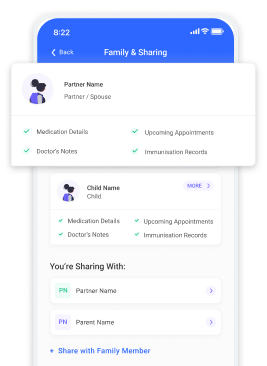 8:22
Back
Family & Sharing
Partner Name
Partner / Spouse
Medication Details
Upcoming Appointments
Doctor's Notes
Immunisation Records
Child Name
MORE
Child
Medication Details
Upcoming Appointments
Doctor's Notes
Immunisation Records
You're Sharing With:
PN Partner Name
PN Parent Name
+ Share with Family Member